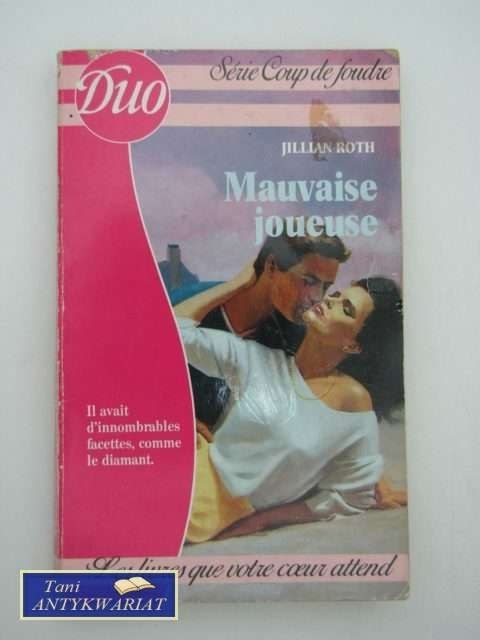 Duo
Série Coup de foudre
JILLIAN ROTH
Mauvaise
joueuse
Il avait
d'innombrables
facettes, comme
le diamant.
Les livres que votre cœur attend
Tani
ANTYKWARIAT